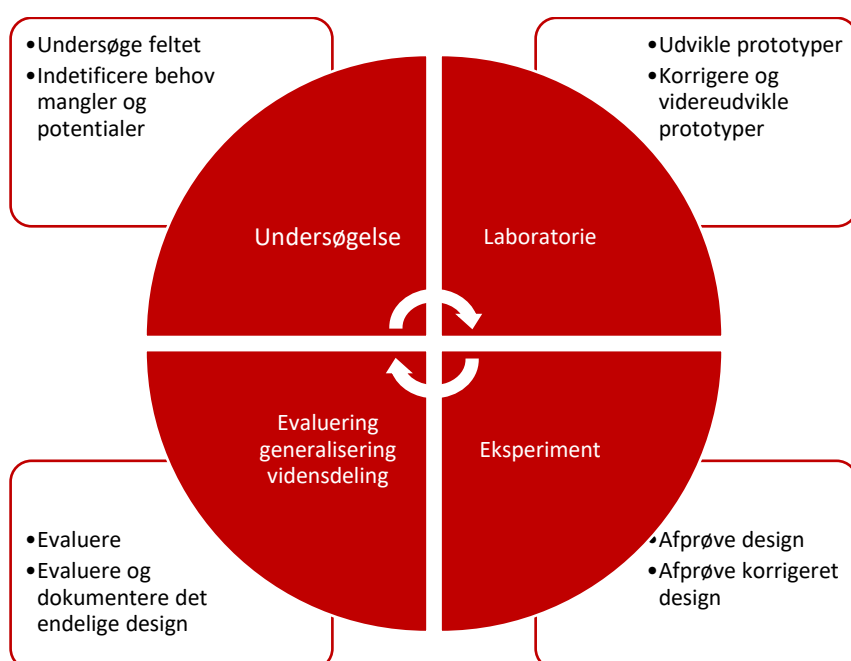 •Undersøge feltet
•Indetificere behov
mangler og
potentialer
•Udvikle prototyper
•Korrigere og
videreudvikle
prototyper
Undersøgelse
Laboratorie
Evaluering
generalisering
vidensdeling
Eksperiment
•Evaluere
•Evaluere og
dokumentere det
endelige design
•Afprøve design
•Afprøve korrigeret
design